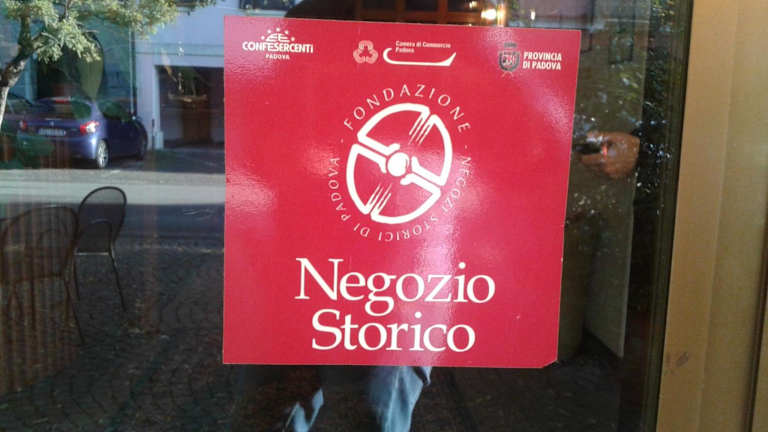 CONFESERCENTI
PADOVA
Camera di Commercio
Padova
PROVINCIA
DI PADOVA
FONDAZIONE - NEGOZI STORICI DI PADOVA -
Negozio
Storico